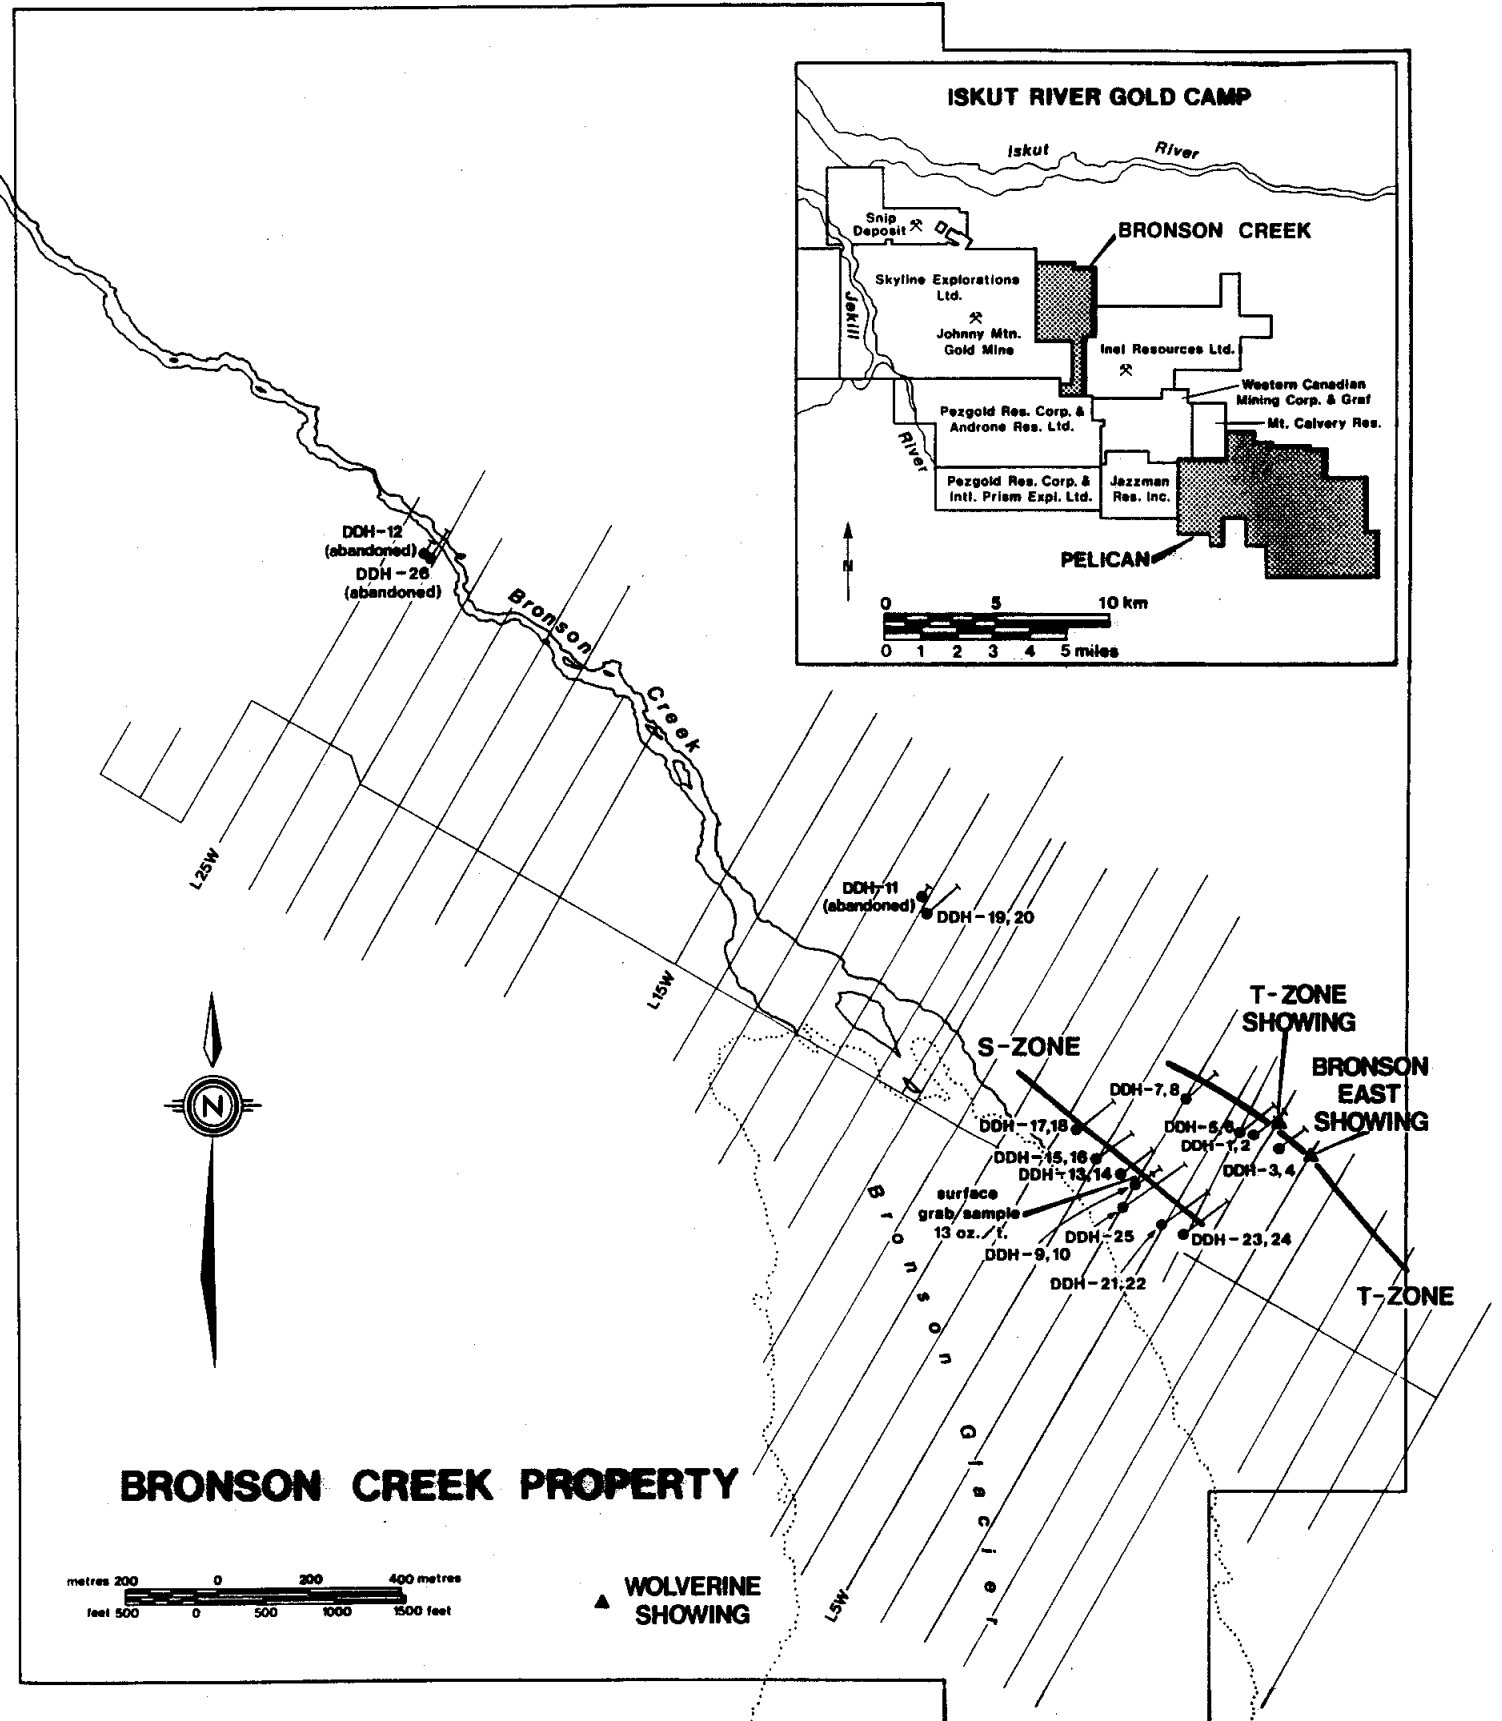 ISKUT RIVER GOLD CAMP
Iskut River
Snip
Deposit
BRONSON CREEK
Skyline Explorations
Ltd.
Jekill
River
Johnny Mtn.
Gold Mine
Inel Resources Ltd.
Western Canadian
Mining Corp. & Graf
Pezgold Res. Corp. &
Androne Res. Ltd.
Mt. Calvery Res.
Pezgold Res. Corp. &
Intl. Prism Expl. Ltd.
Jazzman
Res. Inc.
PELICAN
N
0 5 10 km
0 1 2 3 4 5 miles
DDH-12
(abandoned)
DDH-26
(abandoned)
Bronson
Creek
L25W
DDH-11
(abandoned)
DDH-19, 20
L15W
T-ZONE
SHOWING
S-ZONE
BRONSON
EAST
SHOWING
DDH-7, 8
DDH-17,18
DDH-5,6
DDH-1, 2
DDH-15, 16
DDH-13,14
DDH-3, 4
surface
grab sample
13 oz./t.
DDH-25
DDH-9, 10
DDH-23, 24
DDH-21, 22
T-ZONE
N
Bronson
Glacier
BRONSON CREEK PROPERTY
metres 200 0 200 400 metres
feet 500 0 500 1000 1500 feet
WOLVERINE
SHOWING
L5W